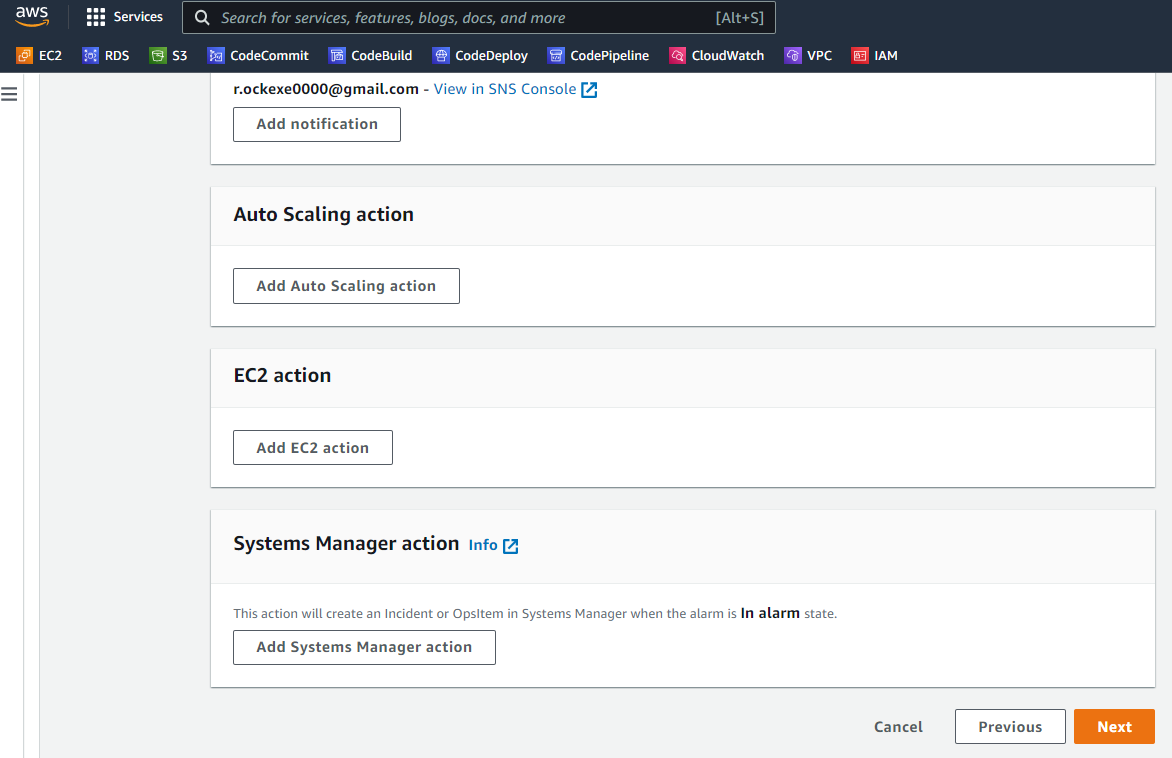 aws
Services
Search for services, features, blogs, docs, and more [Alt+S]
EC2 RDS S3 CodeCommit CodeBuild CodeDeploy CodePipeline CloudWatch VPC IAM
r.ockexe0000@gmail.com - View in SNS Console
Add notification
Auto Scaling action
Add Auto Scaling action
EC2 action
Add EC2 action
Systems Manager action Info
This action will create an Incident or OpsItem in Systems Manager when the alarm is In alarm state.
Add Systems Manager action
Cancel Previous Next